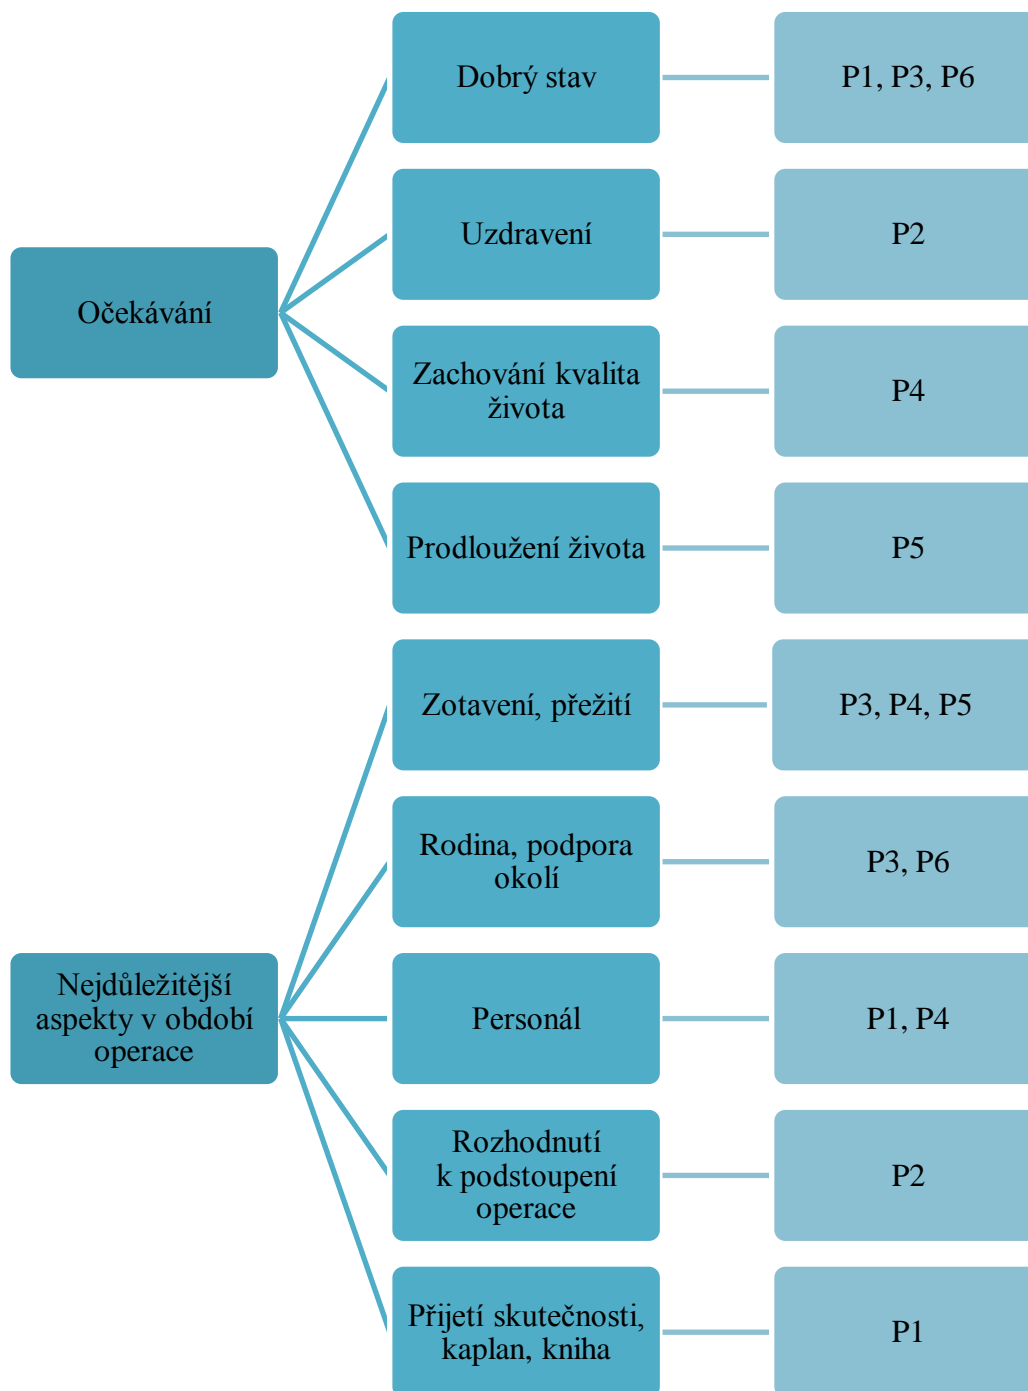 Dobrý stav
P1, P3, P6
Uzdravení
P2
Očekávání
Zachování kvalita
života
P4
Prodloužení života
P5
Zotavení, přežití
P3, P4, P5
Rodina, podpora
okolí
P3, P6
Nejdůležitější
aspekty v období
operace
Personál
P1, P4
Rozhodnutí
k podstoupení
operace
P2
Přijetí skutečnosti,
kaplan, kniha
P1